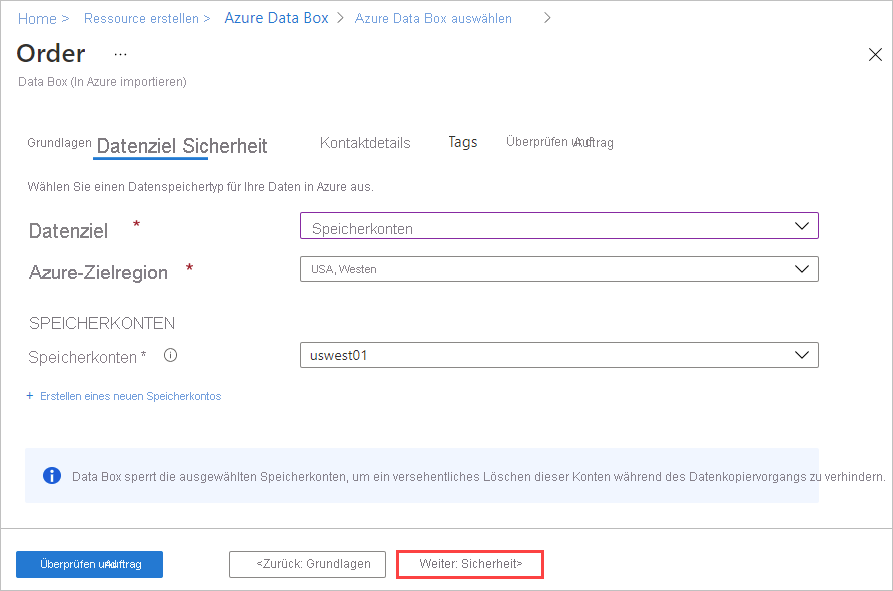 Home > Ressource erstellen > Azure Data Box > Azure Data Box auswählen >
Order ...
Data Box (In Azure importieren)
Grundlagen Datenziel Sicherheit Kontaktdetails Tags Überprüfen und Auftrag
Wählen Sie einen Datenspeichertyp für Ihre Daten in Azure aus.
Datenziel * Speicherkonten
Azure-Zielregion * USA, Westen
SPEICHERKONTEN
Speicherkonten * uswest01
+ Erstellen eines neuen Speicherkontos
Data Box sperrt die ausgewählten Speicherkonten, um ein versehentliches Löschen dieser Konten während des Datenkopiervorgangs zu verhindern.
Überprüfen und Auftrag <Zurück: Grundlagen Weiter: Sicherheit>